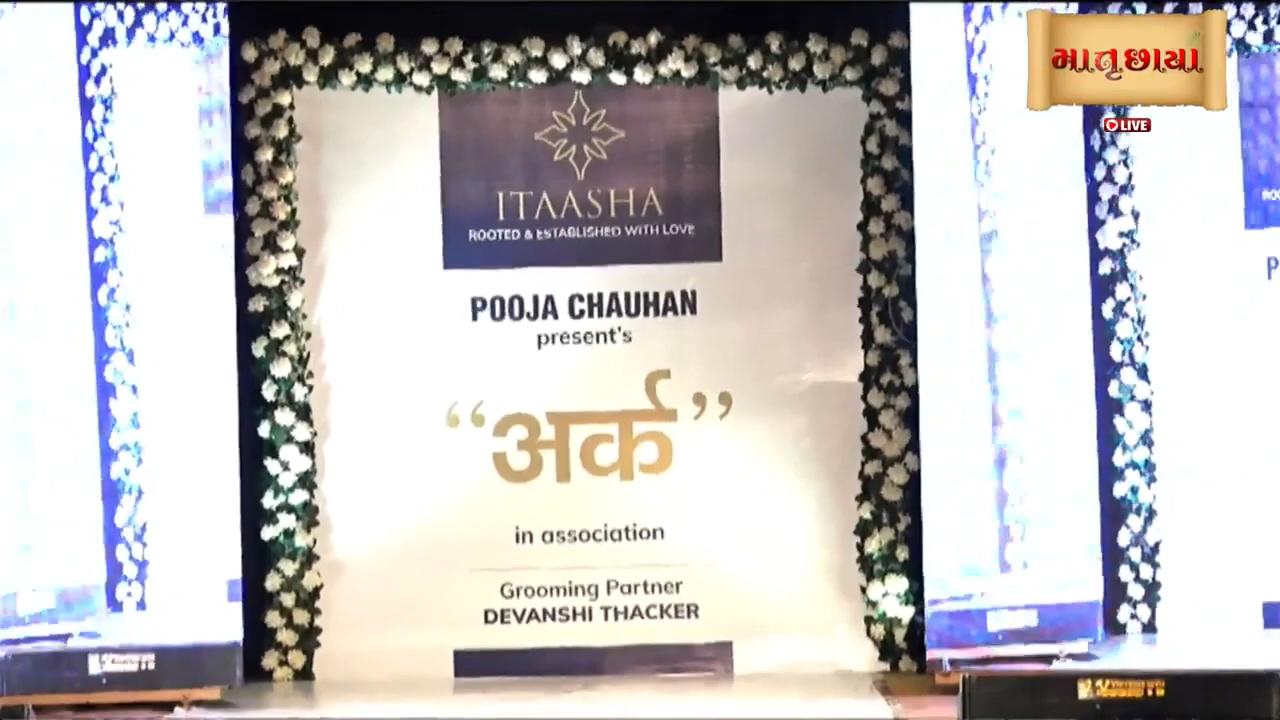 માતૃછાયા
LIVE
ITAASHA
ROOTED & ESTABLISHED WITH LOVE
POOJA CHAUHAN
present's
“अर्क”
in association
Grooming Partner
DEVANSHI THACKER